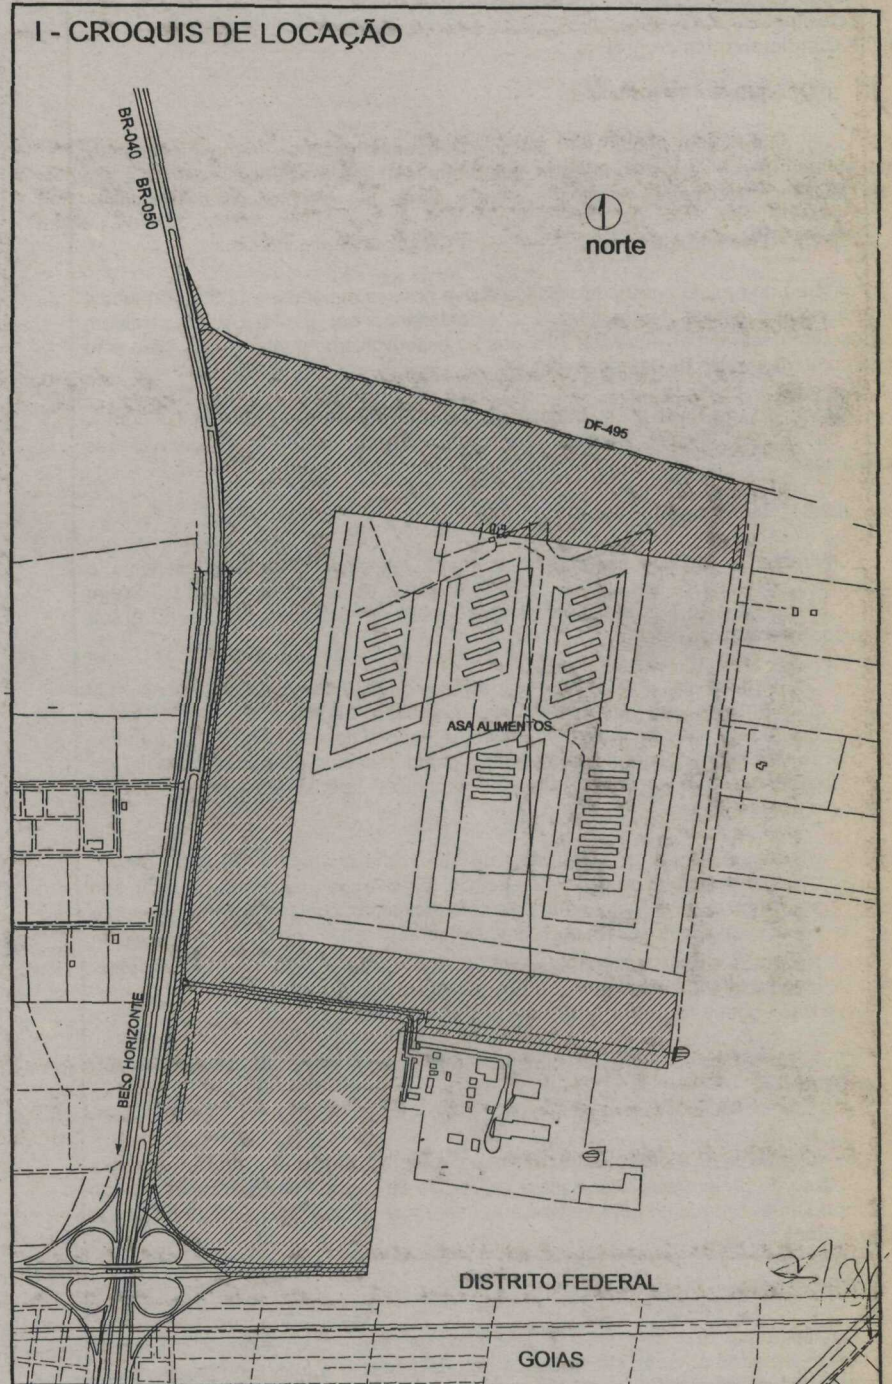 I - CROQUIS DE LOCAÇÃO
BR-040
BR-050
norte
DF-495
ASA ALIMENTOS
BELO HORIZONTE
DISTRITO FEDERAL
GOIAS